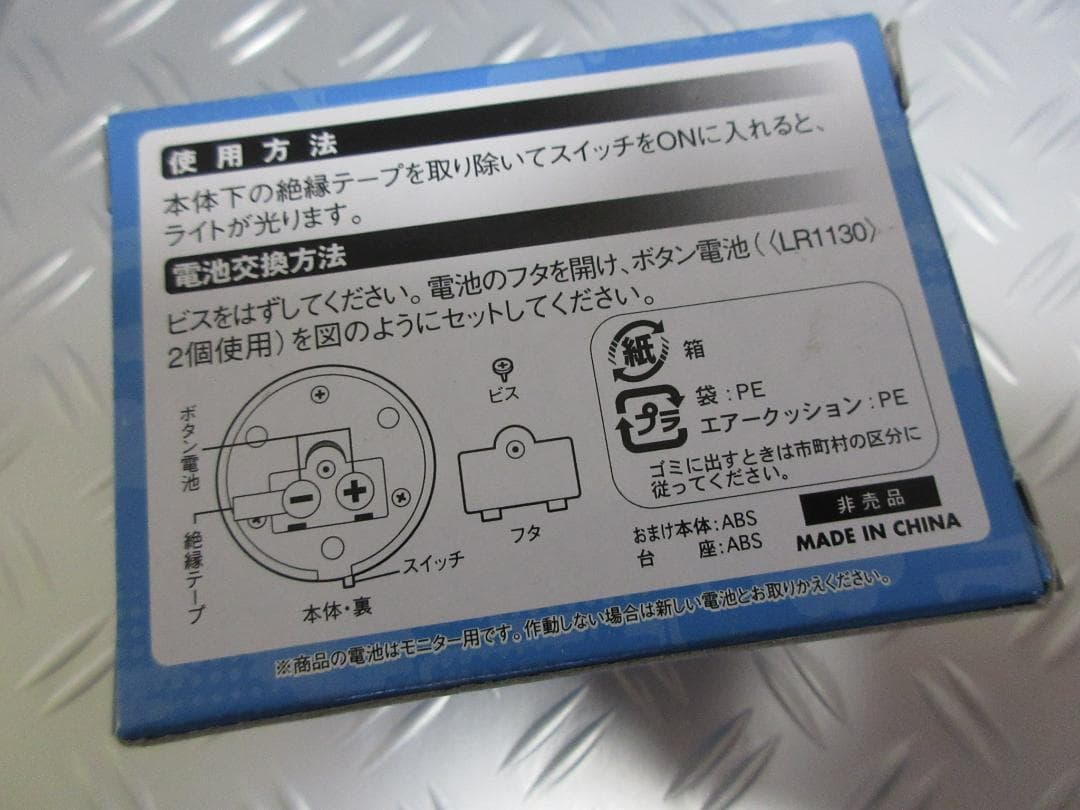 使用方法
本体下の絶縁テープを取り除いてスイッチをONに入れると、
ライトが光ります。
電池交換方法
ビスをはずしてください。電池のフタを開け、ボタン電池(〈LR1130〉
2個使用)を図のようにセットしてください。
ボタン電池
絶縁テープ
スイッチ
本体・裏
ビス
フタ
紙
箱
プラ
袋:PE
エアークッション:PE
ゴミに出すときは市町村の区分に
従ってください。
非売品
おまけ本体:ABS
台 座:ABS
MADE IN CHINA
※商品の電池はモニター用です。作動しない場合は新しい電池とお取りかえください。